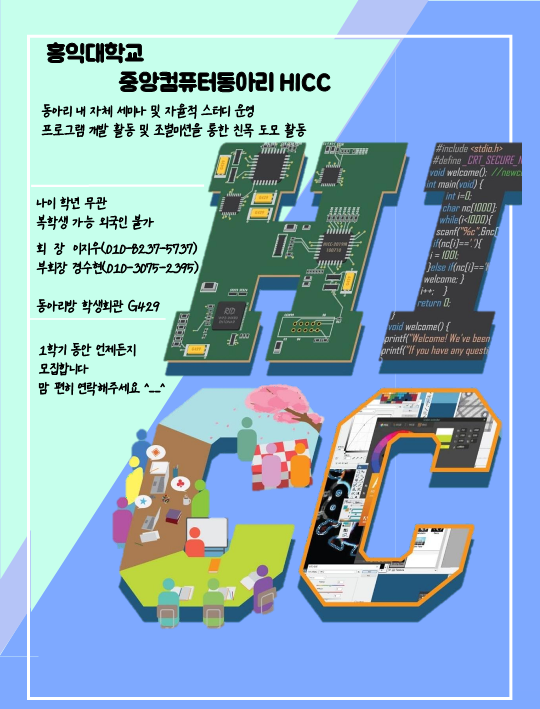 홍익대학교
중앙컴퓨터동아리 HICC
동아리 내 자체 세미나 및 자율적 스터디 운영
프로그램 개발 활동 및 조별미션을 통한 친목 도모 활동
나이 학년 무관
복학생 가능 외국인 불가
회 장 이지우(010-8237-5737)
부회장 경수현(010-3075-2395)
동아리방 학생회관 G429
1학기 동안 언제든지
모집합니다
맘 편히 연락해주세요 ^__^
#include <stdio.h>
#define _CRT_SECURE_
void welcome(); //newc
int main(void) {
int i=0;
char nc[1000];
while(i<1000){
scanf("%c",&nc[
if(nc[i]=='.'){
i = 1001;
}else if(nc[i]=='
welcome; }
i++; }
return 0;
}
void welcome() {
printf("Welcome! We've been
printf("If you have any quest